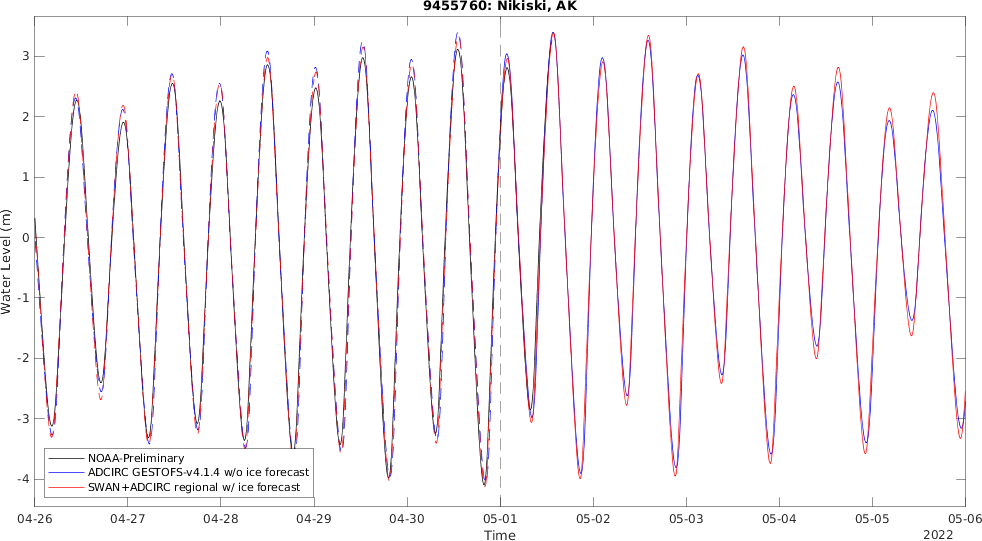 9455760: Nikiski, AK
Water Level (m)
3
2
1
0
-1
-2
-3
-4
NOAA-Preliminary
ADCIRC GESTOFS-v4.1.4 w/o ice forecast
SWAN+ADCIRC regional w/ ice forecast
04-26 04-27 04-28 04-29 04-30 05-01 05-02 05-03 05-04 05-05 05-06
Time
2022